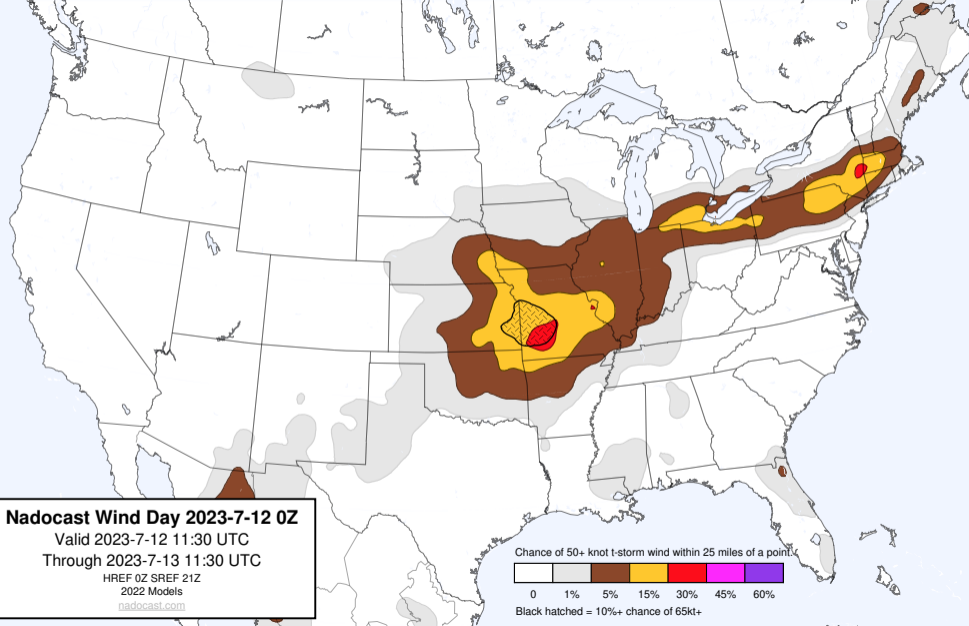 Nadocast Wind Day 2023-7-12 0Z
Valid 2023-7-12 11:30 UTC
Through 2023-7-13 11:30 UTC
HREF 0Z SREF 21Z
2022 Models
nadocast.com
Chance of 50+ knot t-storm wind within 25 miles of a point.
0 1% 5% 15% 30% 45% 60%
Black hatched = 10%+ chance of 65kt+